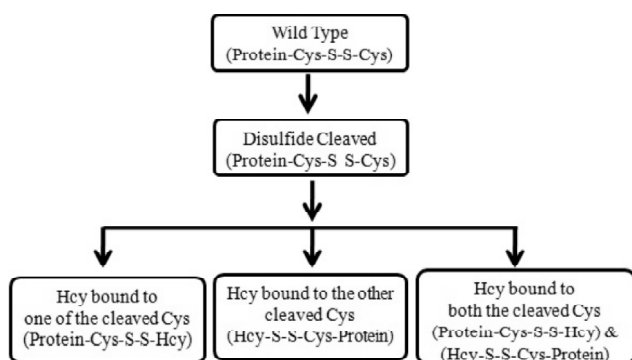 Wild Type
(Protein-Cys-S-S-Cys)
Disulfide Cleaved
(Protein-Cys-S S-Cys)
Hcy bound to
one of the cleaved Cys
(Protein-Cys-S-S-Hcy)
Hcy bound to the other
cleaved Cys
(Hcy-S-S-Cys-Protein)
Hcy bound to
both the cleaved Cys
(Protein-Cys-S-S-Hcy) &
(Hcy-S-S-Cys-Protein)